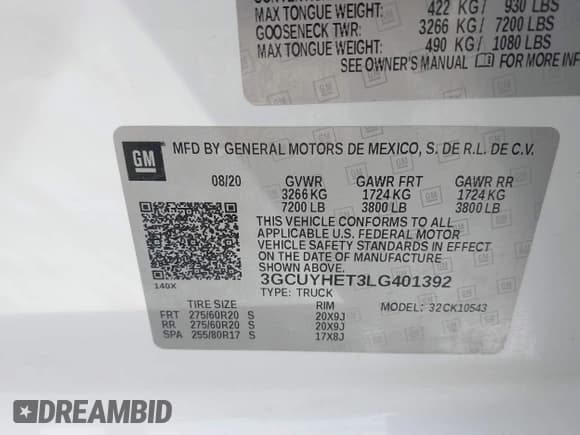 MAX TONGUE WEIGHT: 422 KG/ 930 LBS
GOOSENECK TWR: 3266 KG / 7200 LBS
MAX TONGUE WEIGHT: 490 KG/ 1080 LBS
SEE OWNER'S MANUAL FOR MORE
GM MFD BY GENERAL MOTORS DE MEXICO, S. DE R.L. DE C.V.
08/20 GVWR GAWR FRT GAWR RR
3266 KG 1724 KG 1724 KG
7200 LB 3800 LB 3800 LB
THIS VEHICLE CONFORMS TO ALL
APPLICABLE U.S. FEDERAL MOTOR
VEHICLE SAFETY STANDARDS IN EFFECT
ON THE DATE OF MANUFACTURE
SHOWN ABOVE.
140X 3GCUYHET3LG401392
TYPE: TRUCK
TIRE SIZE RIM MODEL: 32CK10543
FRT 275/60R20 S 20X9J
RR 275/60R20 S 20X9J
SPA 255/80R17 S 17X8J
DREAMBID